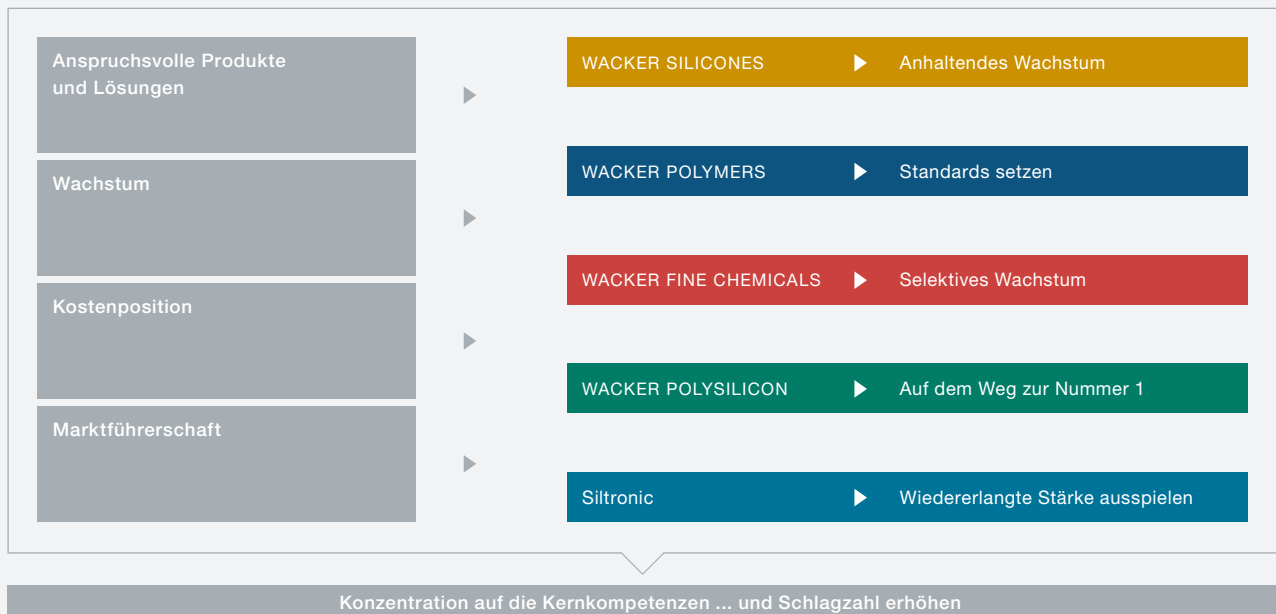 Anspruchsvolle Produkte
und Lösungen
Wachstum
Kostenposition
Marktführerschaft
WACKER SILICONES Anhaltendes Wachstum
WACKER POLYMERS Standards setzen
WACKER FINE CHEMICALS Selektives Wachstum
WACKER POLYSILICON Auf dem Weg zur Nummer 1
Siltronic Wiedererlangte Stärke ausspielen
Konzentration auf die Kernkompetenzen ... und Schlagzahl erhöhen